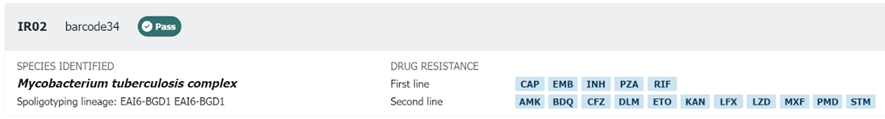 IR02 barcode34 Pass
SPECIES IDENTIFIED
Mycobacterium tuberculosis complex
Spoligotyping lineage: EAI6-BGD1 EAI6-BGD1
DRUG RESISTANCE
First line CAP EMB INH PZA RIF
Second line AMK BDQ CFZ DLM ETO KAN LFX LZD MXF PMD STM